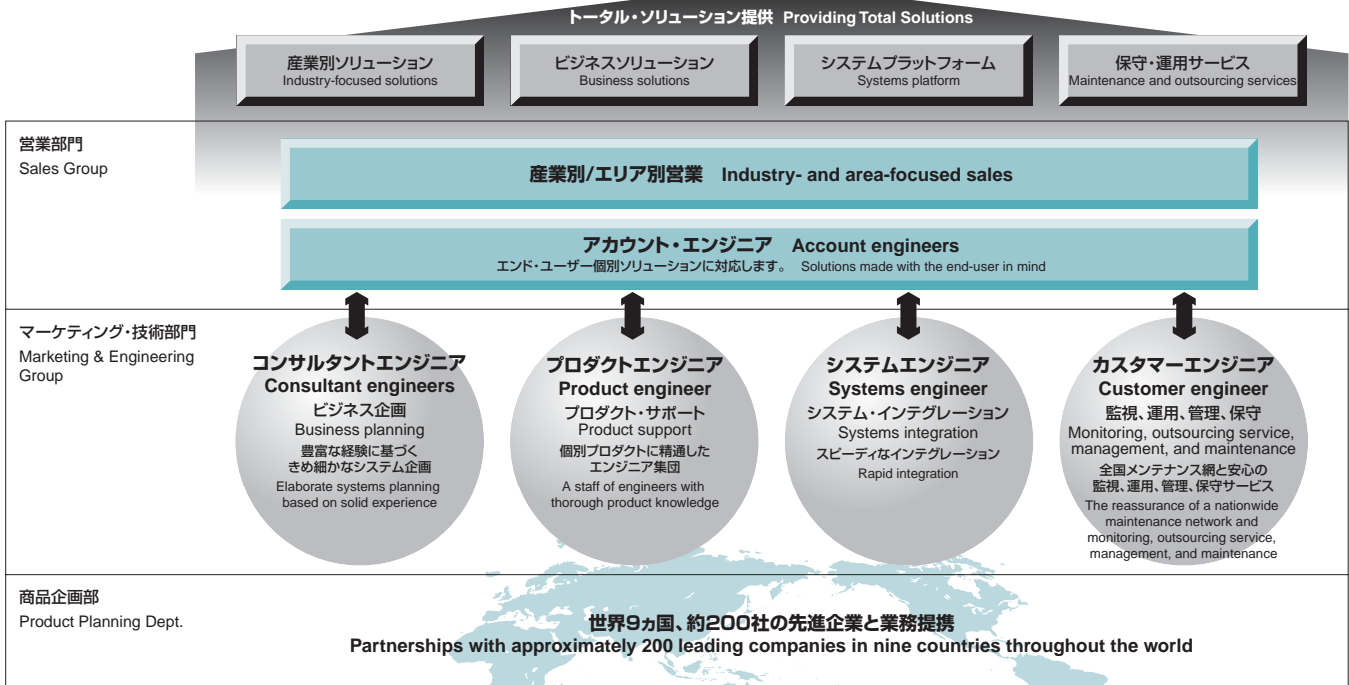 トータル・ソリューション提供 Providing Total Solutions
産業別ソリューション
Industry-focused solutions
ビジネスソリューション
Business solutions
システムプラットフォーム
Systems platform
保守・運用サービス
Maintenance and outsourcing services
営業部門
Sales Group
産業別/エリア別営業 Industry- and area-focused sales
アカウント・エンジニア Account engineers
エンド・ユーザー個別ソリューションに対応します。 Solutions made with the end-user in mind
マーケティング・技術部門
Marketing & Engineering
Group
コンサルタントエンジニア
Consultant engineers
ビジネス企画
Business planning
豊富な経験に基づく
きめ細かなシステム企画
Elaborate systems planning
based on solid experience
プロダクトエンジニア
Product engineer
プロダクト・サポート
Product support
個別プロダクトに精通した
エンジニア集団
A staff of engineers with
thorough product knowledge
システムエンジニア
Systems engineer
システム・インテグレーション
Systems integration
スピーディなインテグレーション
Rapid integration
カスタマーエンジニア
Customer engineer
監視、運用、管理、保守
Monitoring, outsourcing service,
management, and maintenance
全国メンテナンス網と安心の
監視、運用、管理、保守サービス
The reassurance of a nationwide
maintenance network and
monitoring, outsourcing service,
management, and maintenance
商品企画部
Product Planning Dept.
世界9ヵ国、約200社の先進企業と業務提携
Partnerships with approximately 200 leading companies in nine countries throughout the world